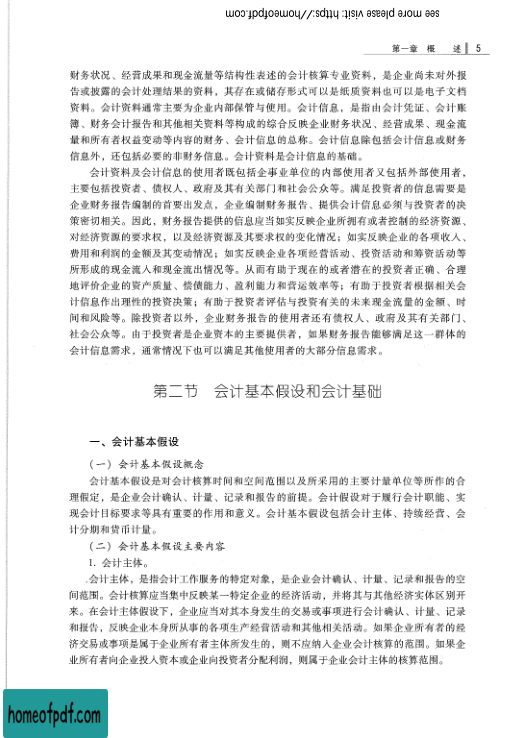 see more please visit: https://homeofpdf.com
第一章 概 述 5
财务状况、经营成果和现金流量等结构性表述的会计核算专业资料，是企业尚未对外报
告或披露的会计处理结果的资料，其存在或储存形式可以是纸质资料也可以是电子文档
资料。会计资料通常主要为企业内部保管与使用。会计信息，是指由会计凭证、会计账
簿、财务会计报告和其他相关资料等构成的综合反映企业财务状况、经营成果、现金流
量和所有者权益变动等内容的财务、会计信息的总称。会计信息除包括会计信息或财务
信息外，还包括必要的非财务信息。会计资料是会计信息的基础。
会计资料及会计信息的使用者既包括企事业单位的内部使用者又包括外部使用者，
主要包括投资者、债权人、政府及其有关部门和社会公众等。满足投资者的信息需要是
企业财务报告编制的首要出发点，企业编制财务报告、提供会计信息必须与投资者的决
策密切相关。因此，财务报告提供的信息应当如实反映企业所拥有或者控制的经济资源、
对经济资源的要求权，以及经济资源及其要求权的变化情况；如实反映企业的各项收入、
费用和利润的金额及其变动情况；如实反映企业各项经营活动、投资活动和筹资活动等
所形成的现金流入和现金流出情况等。从而有助于现在的或者潜在的投资者正确、合理
地评价企业的资产质量、偿债能力、盈利能力和营运效率等；有助于投资者根据相关会
计信息作出理性的投资决策；有助于投资者评估与投资有关的未来现金流量的金额、时
间和风险等。除投资者以外，企业财务报告的使用者还有债权人、政府及其有关部门、
社会公众等。由于投资者是企业资本的主要提供者，如果财务报告能够满足这一群体的
会计信息需求，通常情况下也可以满足其他使用者的大部分信息需求。
第二节 会计基本假设和会计基础
一、会计基本假设
（一）会计基本假设概念
会计基本假设是对会计核算时间和空间范围以及所采用的主要计量单位等所作的合
理假定，是企业会计确认、计量、记录和报告的前提。会计假设对于履行会计职能、实
现会计目标要求等具有重要的作用和意义。会计基本假设包括会计主体、持续经营、会
计分期和货币计量。
（二）会计基本假设主要内容
1. 会计主体。
会计主体，是指会计工作服务的特定对象，是企业会计确认、计量、记录和报告的空
间范围。会计核算应当集中反映某一特定企业的经济活动，并将其与其他经济实体区别开
来。在会计主体假设下，企业应当对其本身发生的交易或事项进行会计确认、计量、记录
和报告，反映企业本身所从事的各项生产经营活动和其他相关活动。如果企业所有者的经
济交易或事项是属于企业所有者主体所发生的，则不应纳入企业会计核算的范围。如果企
业所有者向企业投入资本或企业向投资者分配利润，则属于企业会计主体的核算范围。
homeofpdf.com